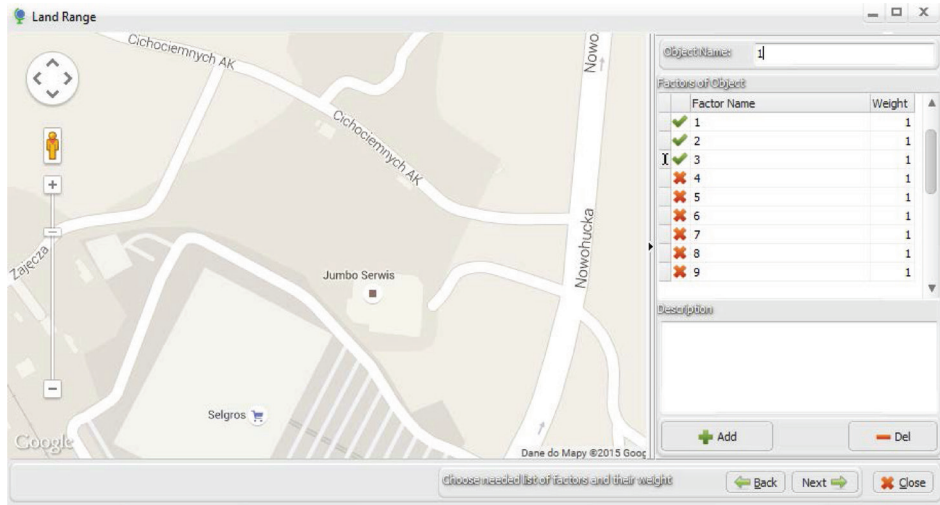 Land Range
Cichociemnych AK
Cichociemnych AK
Nowo
Nowohucka
Zajęcza
Jumbo Serwis
Selgros
Google
Dane do Mapy ©2015 Goog
Object Name: 1
Factors of Object
Factor Name Weight
1 1
2 1
3 1
4 1
5 1
6 1
7 1
8 1
9 1
Description
Add Del
Choose needed list of Factors and their weight
Back Next Close